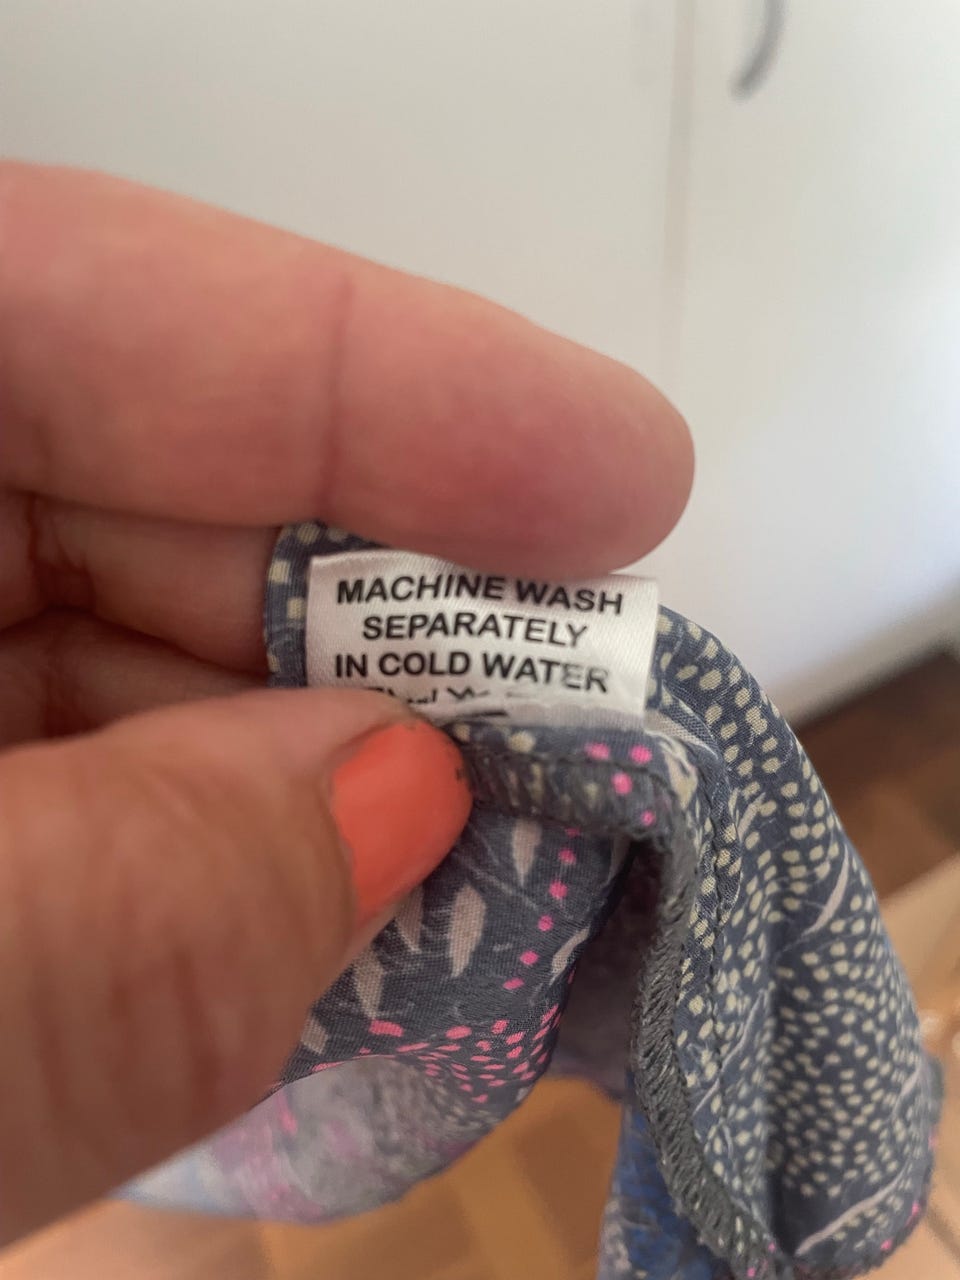 MACHINE WASH
SEPARATELY
IN COLD WATER